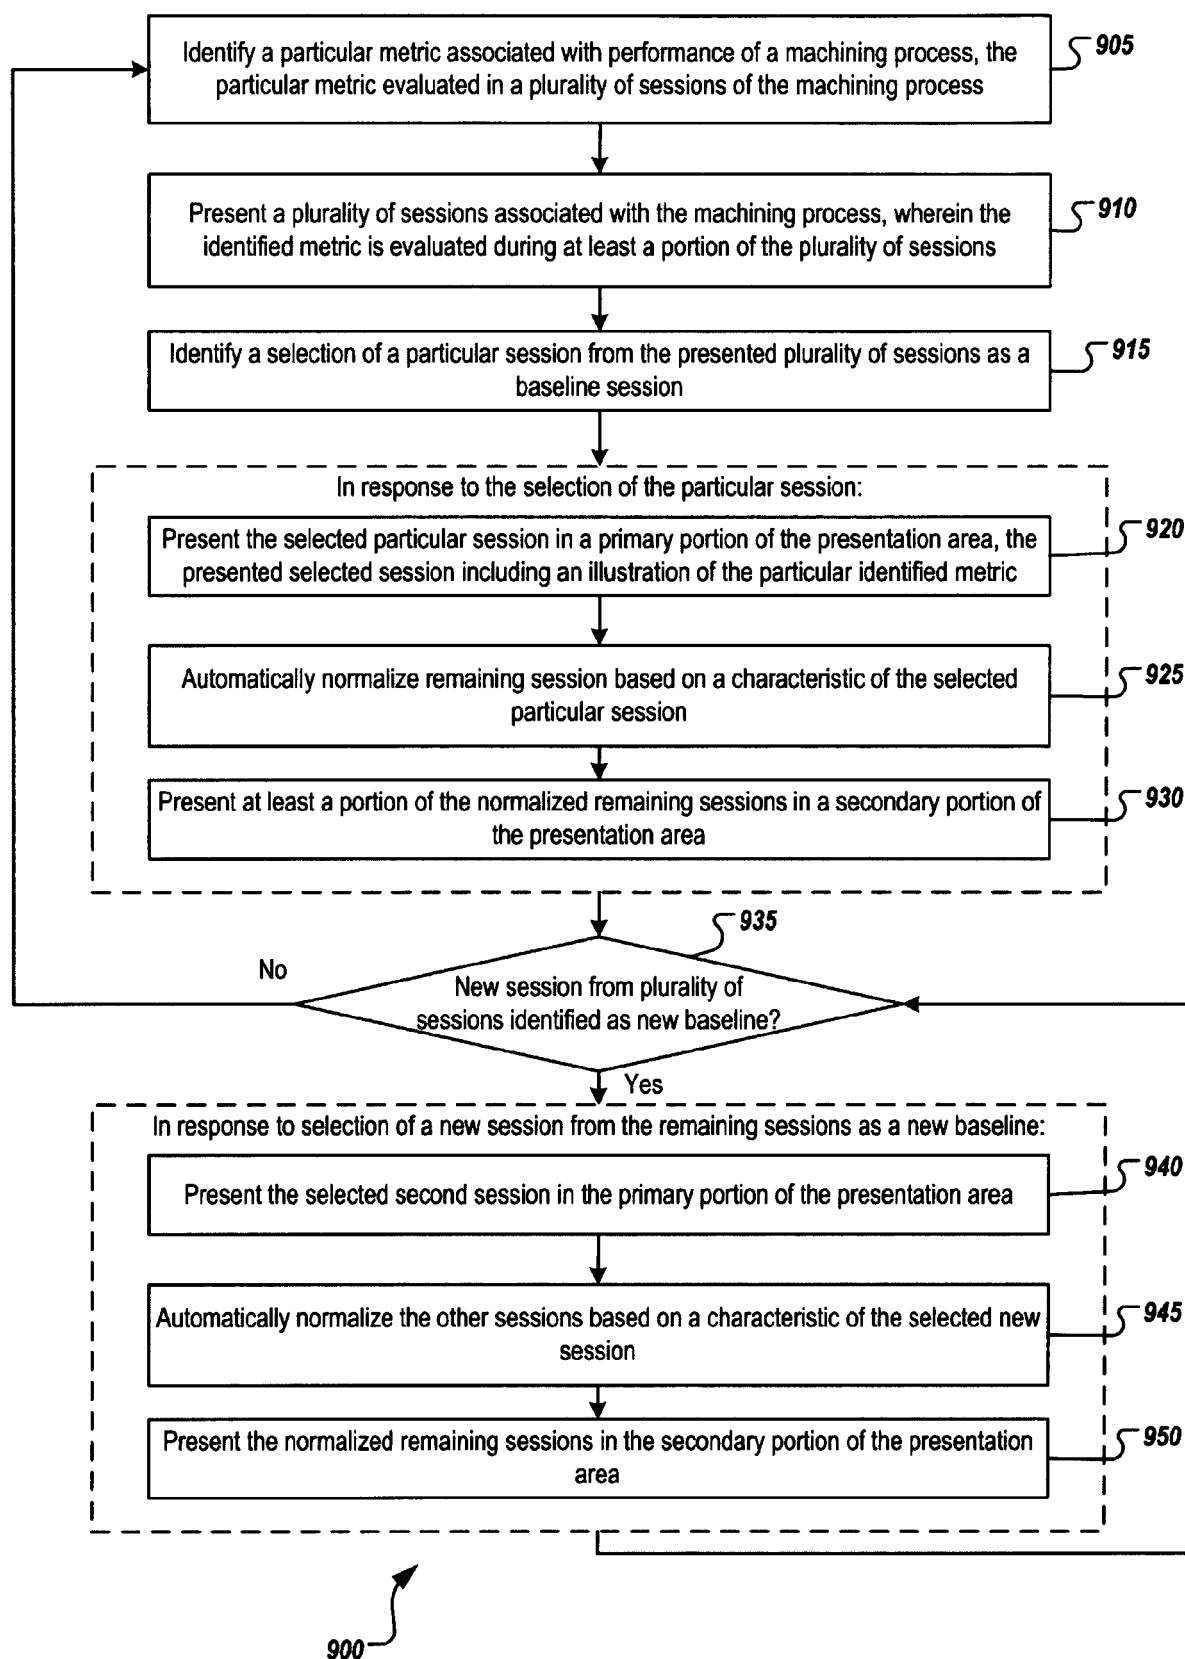 Identify a particular metric associated with performance of a machining process, the
particular metric evaluated in a plurality of sessions of the machining process
905
Present a plurality of sessions associated with the machining process, wherein the
identified metric is evaluated during at least a portion of the plurality of sessions
910
Identify a selection of a particular session from the presented plurality of sessions as a
baseline session
915
In response to the selection of the particular session:
Present the selected particular session in a primary portion of the presentation area, the
presented selected session including an illustration of the particular identified metric
920
Automatically normalize remaining session based on a characteristic of the selected
particular session
925
Present at least a portion of the normalized remaining sessions in a secondary portion of
the presentation area
930
935
No
New session from plurality of
sessions identified as new baseline?
Yes
In response to selection of a new session from the remaining sessions as a new baseline:
Present the selected second session in the primary portion of the presentation area
940
Automatically normalize the other sessions based on a characteristic of the selected new
session
945
Present the normalized remaining sessions in the secondary portion of the presentation
area
950
900